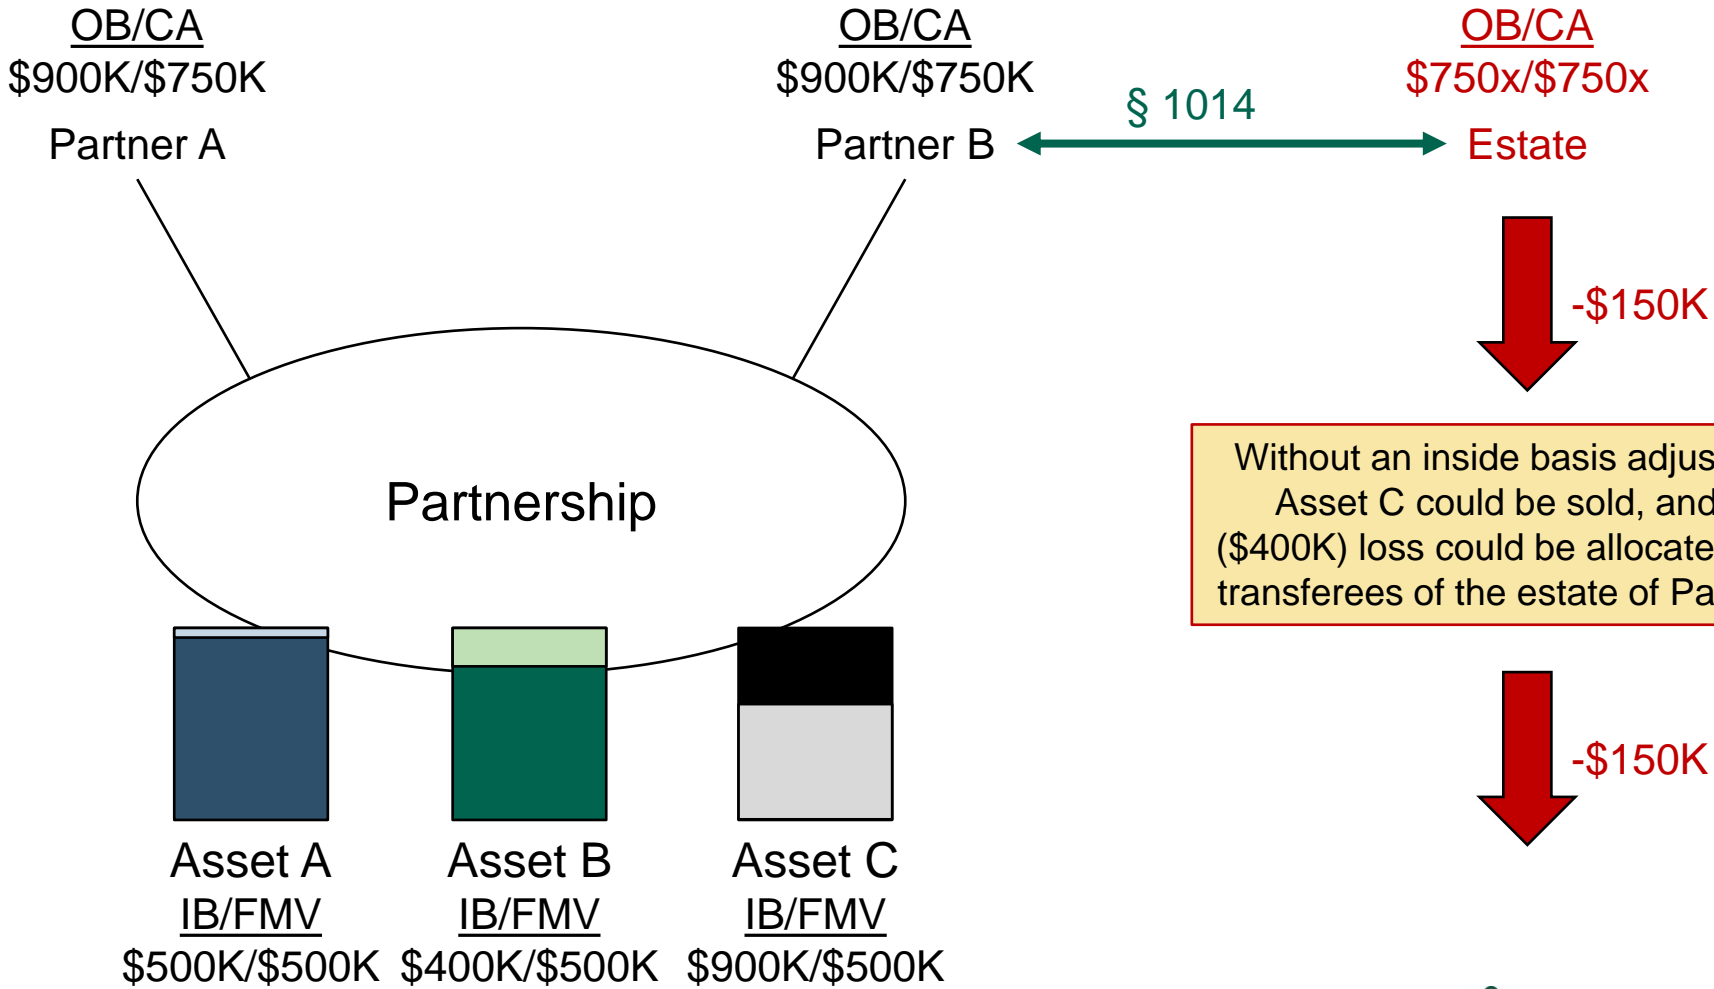 OB/CA
$900K/$750K
Partner A
OB/CA
$900K/$750K
Partner B
§ 1014
OB/CA
$750x/$750x
Estate
-$150K
Without an inside basis adjus
Asset C could be sold, and
($400K) loss could be allocate
transferees of the estate of Pa
-$150K
Partnership
Asset A
IB/FMV
$500K/$500K
Asset B
IB/FMV
$400K/$500K
Asset C
IB/FMV
$900K/$500K